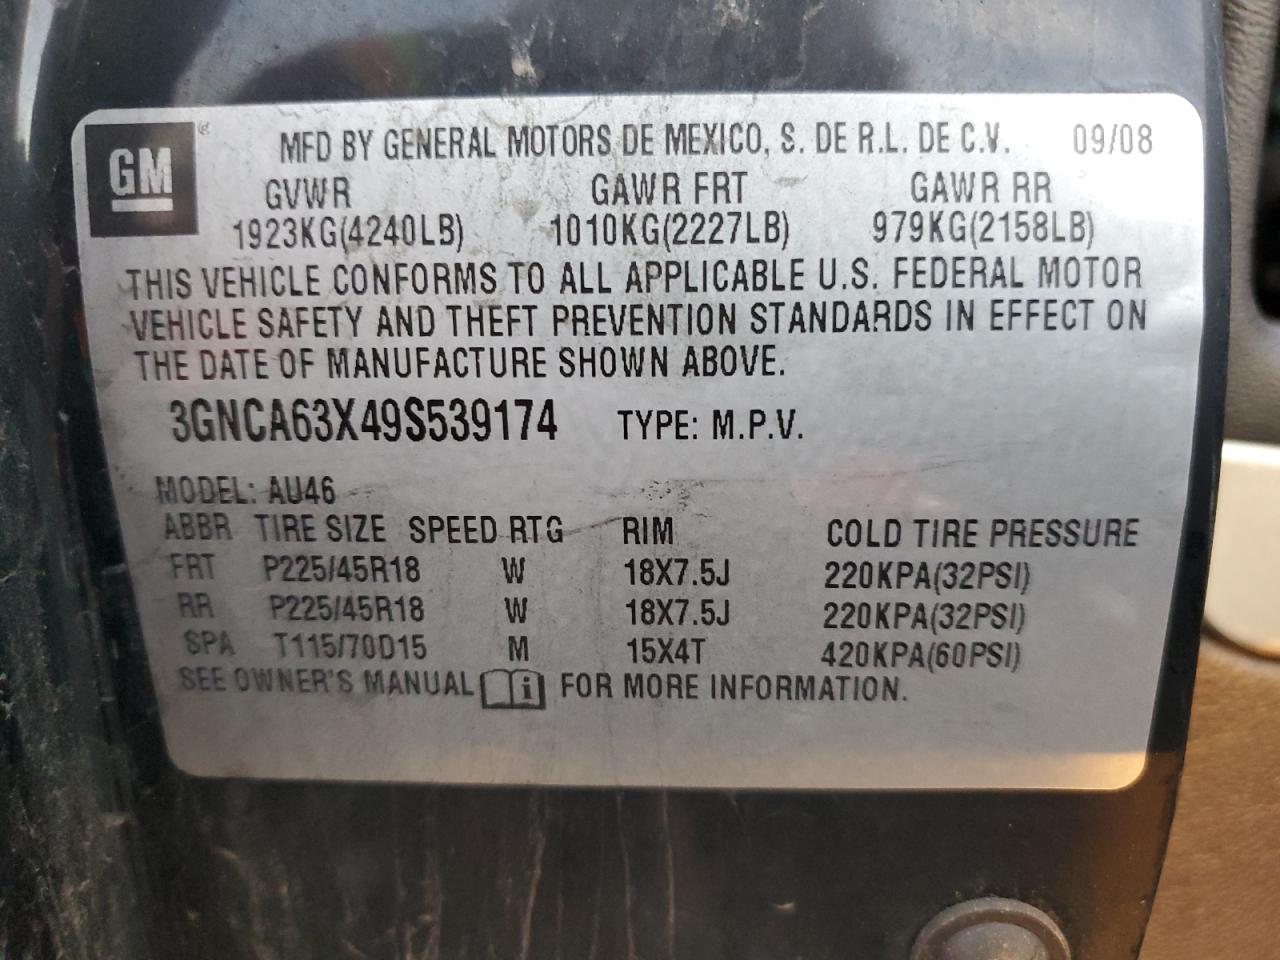 GM ®
MFD BY GENERAL MOTORS DE MEXICO, S. DE R.L. DE C.V. 09/08
GVWR GAWR FRT GAWR RR
1923KG(4240LB) 1010KG(2227LB) 979KG(2158LB)
THIS VEHICLE CONFORMS TO ALL APPLICABLE U.S. FEDERAL MOTOR
VEHICLE SAFETY AND THEFT PREVENTION STANDARDS IN EFFECT ON
THE DATE OF MANUFACTURE SHOWN ABOVE.
3GNCA63X49S539174 TYPE: M.P.V.
MODEL: AU46
ABBR TIRE SIZE SPEED RTG RIM COLD TIRE PRESSURE
FRT P225/45R18 W 18X7.5J 220KPA(32PSI)
RR P225/45R18 W 18X7.5J 220KPA(32PSI)
SPA T115/70D15 M 15X4T 420KPA(60PSI)
SEE OWNER'S MANUAL i FOR MORE INFORMATION.